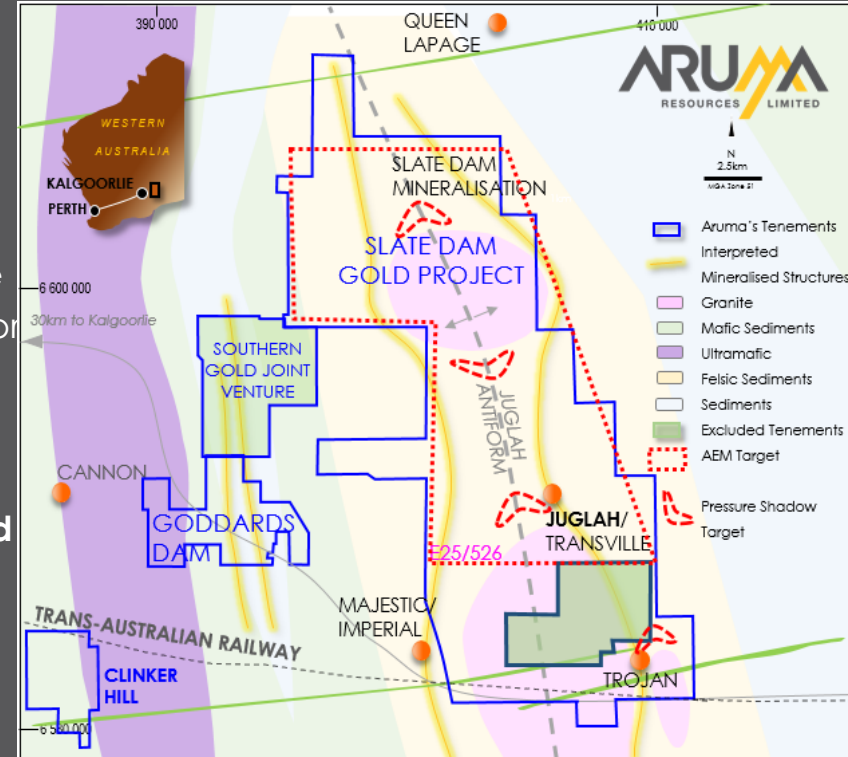 390 000
QUEEN
LAPAGE
410 000
ARUMA
RESOURCES LIMITED
N
2.5km
MGA Zone 51
WESTERN
AUSTRALIA
KALGOORLIE
PERTH
SLATE DAM
MINERALISATION
SLATE DAM
GOLD PROJECT
6 600 000
30km to Kalgoorlie
SOUTHERN
GOLD JOINT
VENTURE
JUGLAH
ANTIFORM
CANNON
GODDARDS
DAM
JUGLAH/
TRANSVILLE
E25/526
MAJESTIC/
IMPERIAL
TRANS-AUSTRALIAN RAILWAY
CLINKER
HILL
TROJAN
Aruma's Tenements
Interpreted
Mineralised Structures
Granite
Mafic Sediments
Ultramafic
Felsic Sediments
Sediments
Excluded Tenements
AEM Target
Pressure Shadow
Target